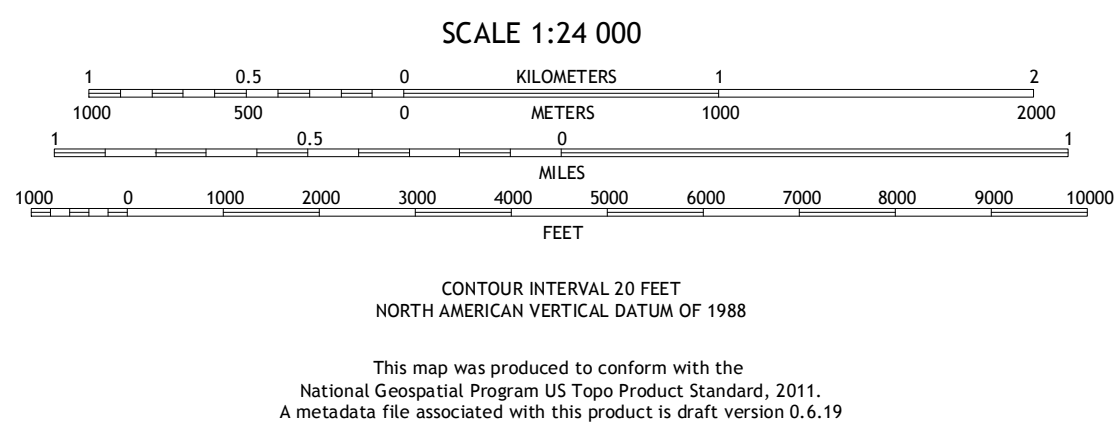 SCALE 1:24 000
1 0.5 0 KILOMETERS 1 2
1000 500 0 METERS 1000 2000
1 0.5 0 1
MILES
1000 0 1000 2000 3000 4000 5000 6000 7000 8000 9000 10000
FEET
CONTOUR INTERVAL 20 FEET
NORTH AMERICAN VERTICAL DATUM OF 1988
This map was produced to conform with the
National Geospatial Program US Topo Product Standard, 2011.
A metadata file associated with this product is draft version 0.6.19